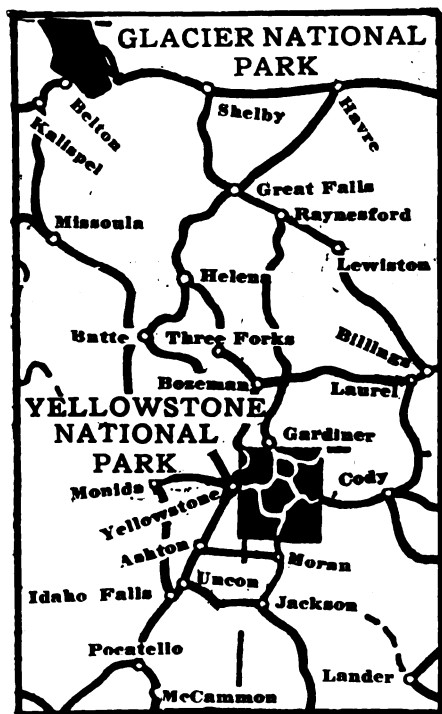 GLACIER NATIONAL
PARK
Belton
Kalispel
Shelby
Havre
Great Falls
Raynesford
Missoula
Lewiston
Helena
Butte
Three Forks
Billings
Bozeman
Laurel
YELLOWSTONE
NATIONAL
PARK
Gardiner
Monida
Cody
Yellowstone
Ashton
Moran
Uncon
Idaho Falls
Jackson
Pocatello
Lander
McCammon